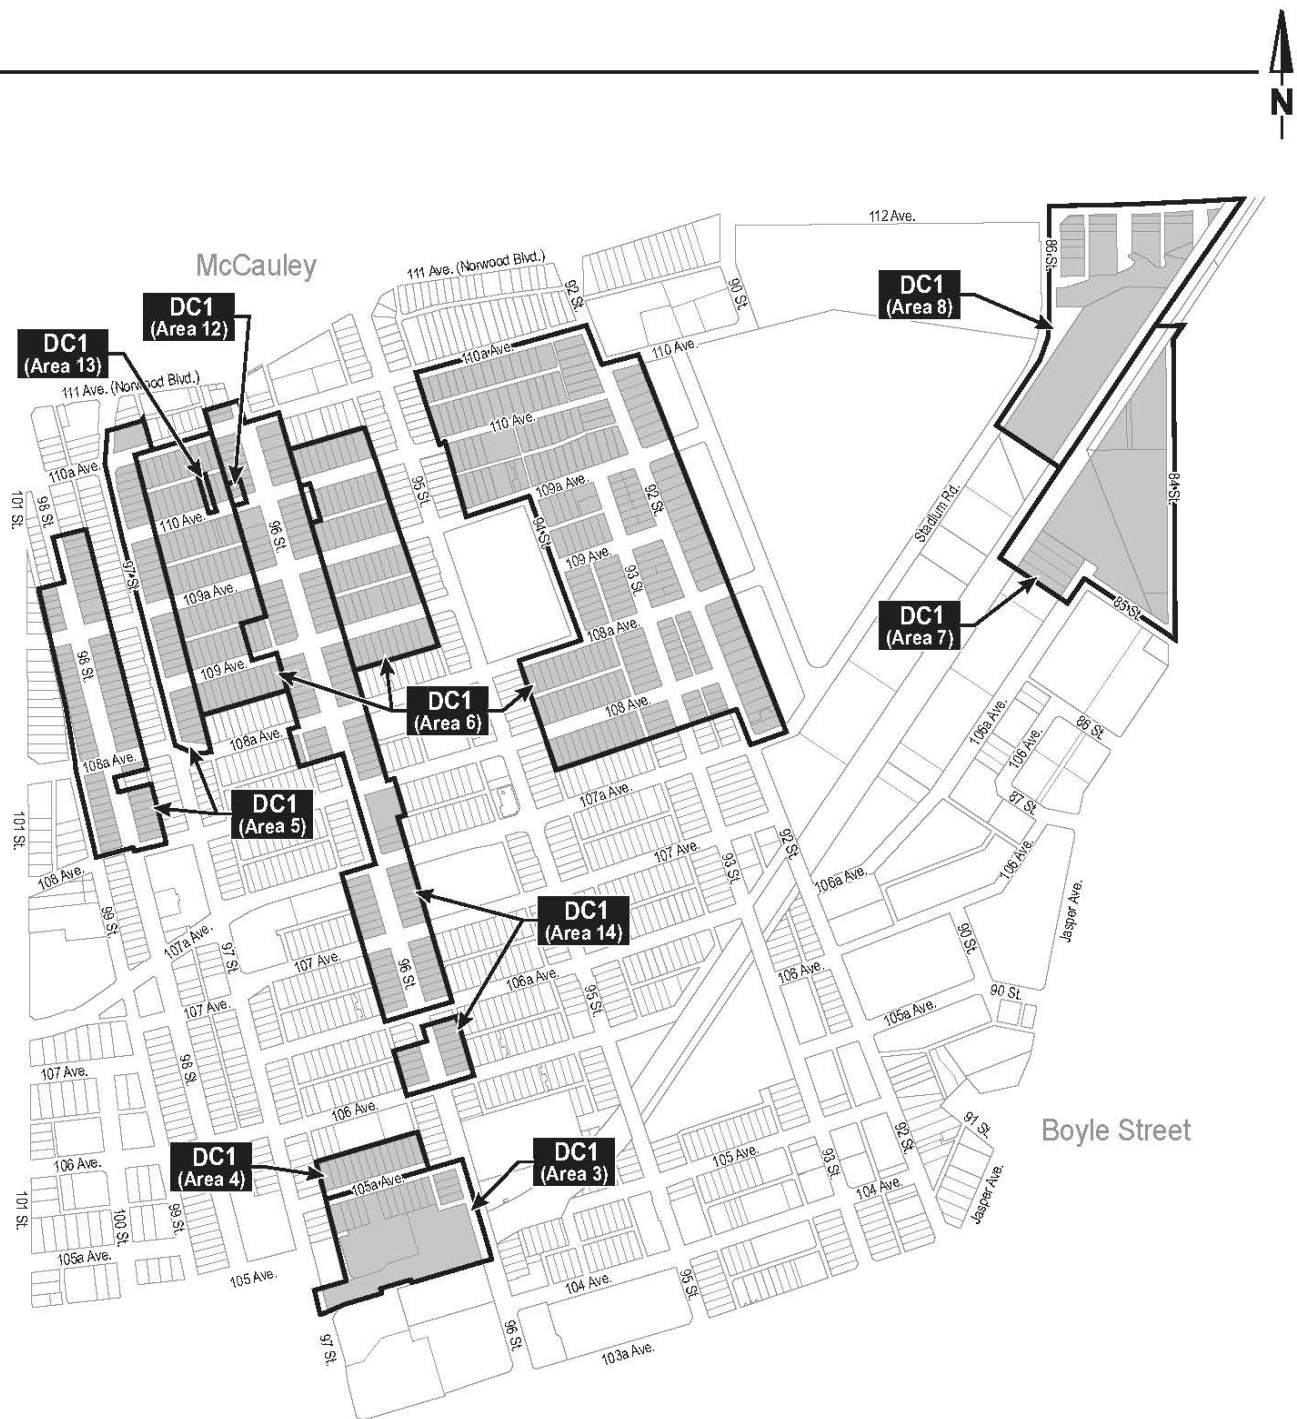 N
112 Ave.
McCauley
111 Ave. (Norwood Blvd.)
86 St.
DC1
(Area 8)
92 St.
90 St.
DC1
(Area 12)
DC1
(Area 13)
110a Ave.
110 Ave.
111 Ave. (Norwood Blvd.)
110 Ave.
110a Ave.
95 St.
109a Ave.
92 St.
84 St.
101 St.
98 St.
110 Ave.
96 St.
94 St.
Stadium Rd.
97 St.
109 Ave.
93 St.
109a Ave.
85 St.
DC1
(Area 7)
108a Ave.
98 St.
109 Ave.
DC1
(Area 6)
108 Ave.
106a Ave.
86 St.
108a Ave.
106 Ave.
108a Ave.
DC1
(Area 5)
107a Ave.
87 St.
101 St.
92 St.
107 Ave.
93 St.
106 Ave.
108 Ave.
106a Ave.
DC1
(Area 14)
Jasper Ave.
99 St.
107a Ave.
97 St.
90 St.
107 Ave.
96 St.
106a Ave.
106 Ave.
95 St.
90 St.
107 Ave.
105a Ave.
98 St.
107 Ave.
106 Ave.
91 St.
Boyle Street
92 St.
DC1
(Area 4)
DC1
(Area 3)
105 Ave.
93 St.
106 Ave.
105a Ave.
104 Ave.
Jasper Ave.
101 St.
100 St.
99 St.
105a Ave.
105 Ave.
104 Ave.
95 St.
97 St.
96 St.
103a Ave.